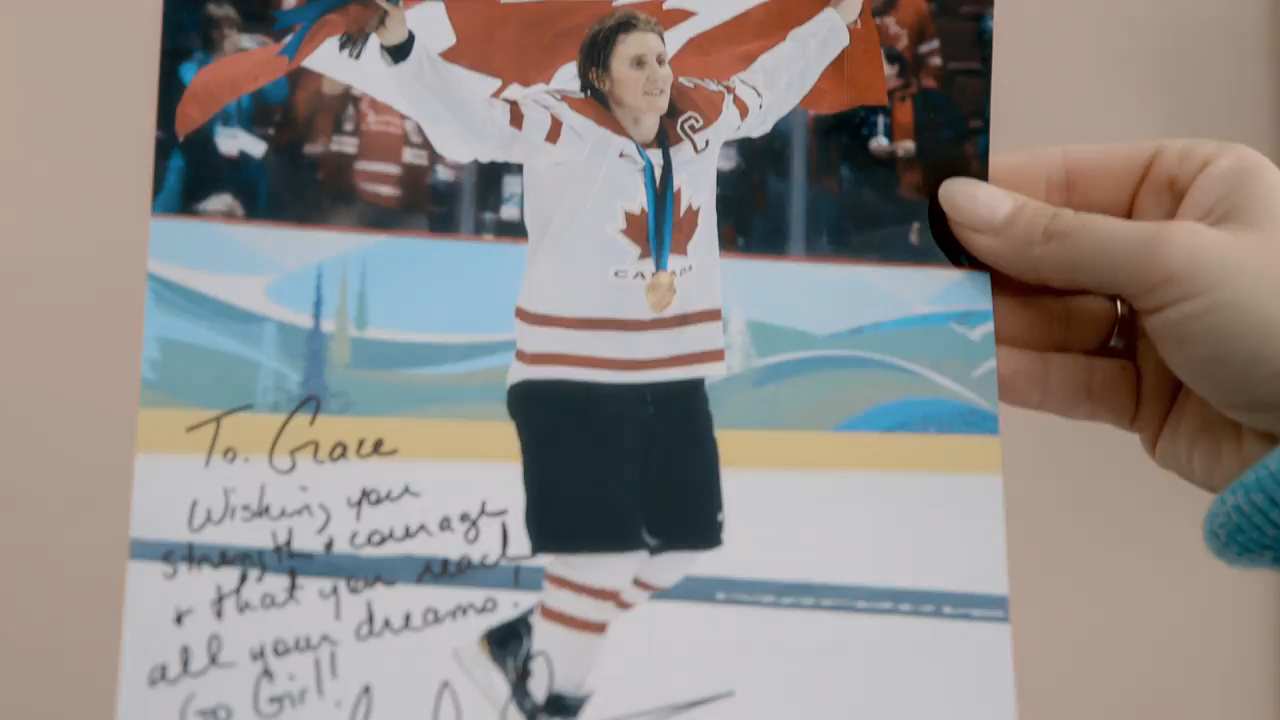 C
CANADA
To. Grace
Wishing you
strength & courage
& that you reach
all your dreams!
Go Girl!!